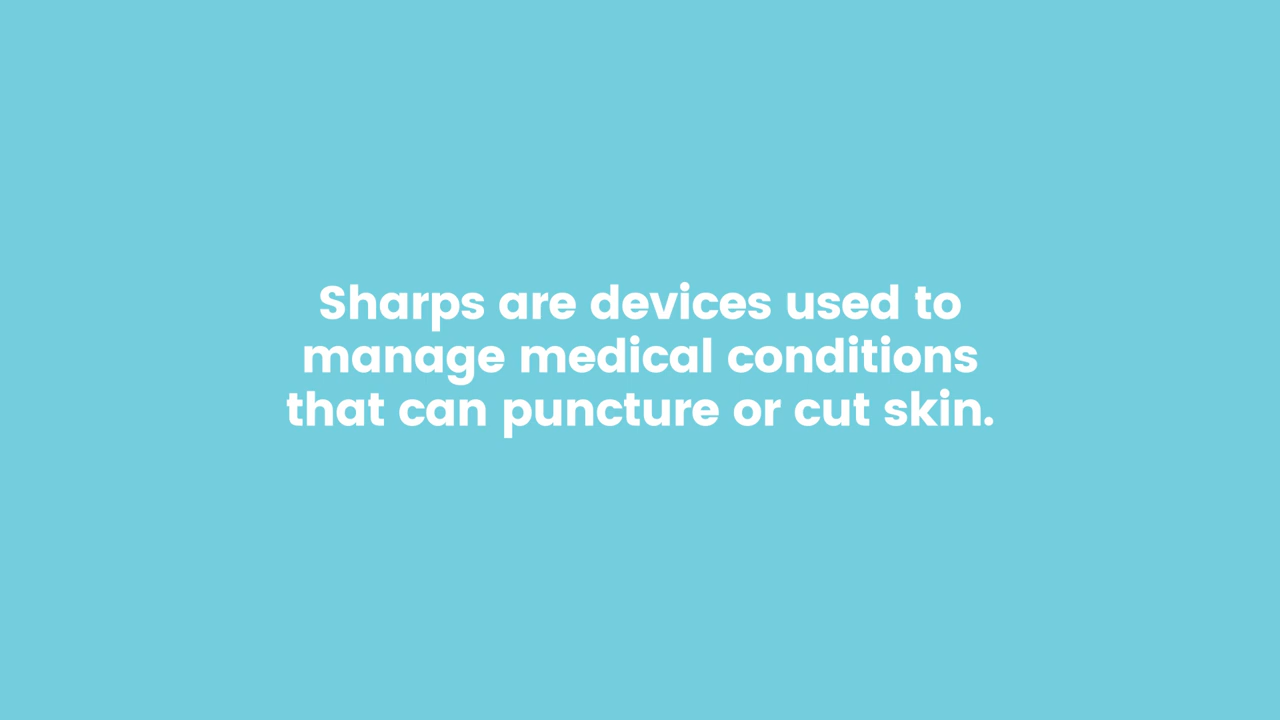 Sharps are devices used to
manage medical conditions
that can puncture or cut skin.